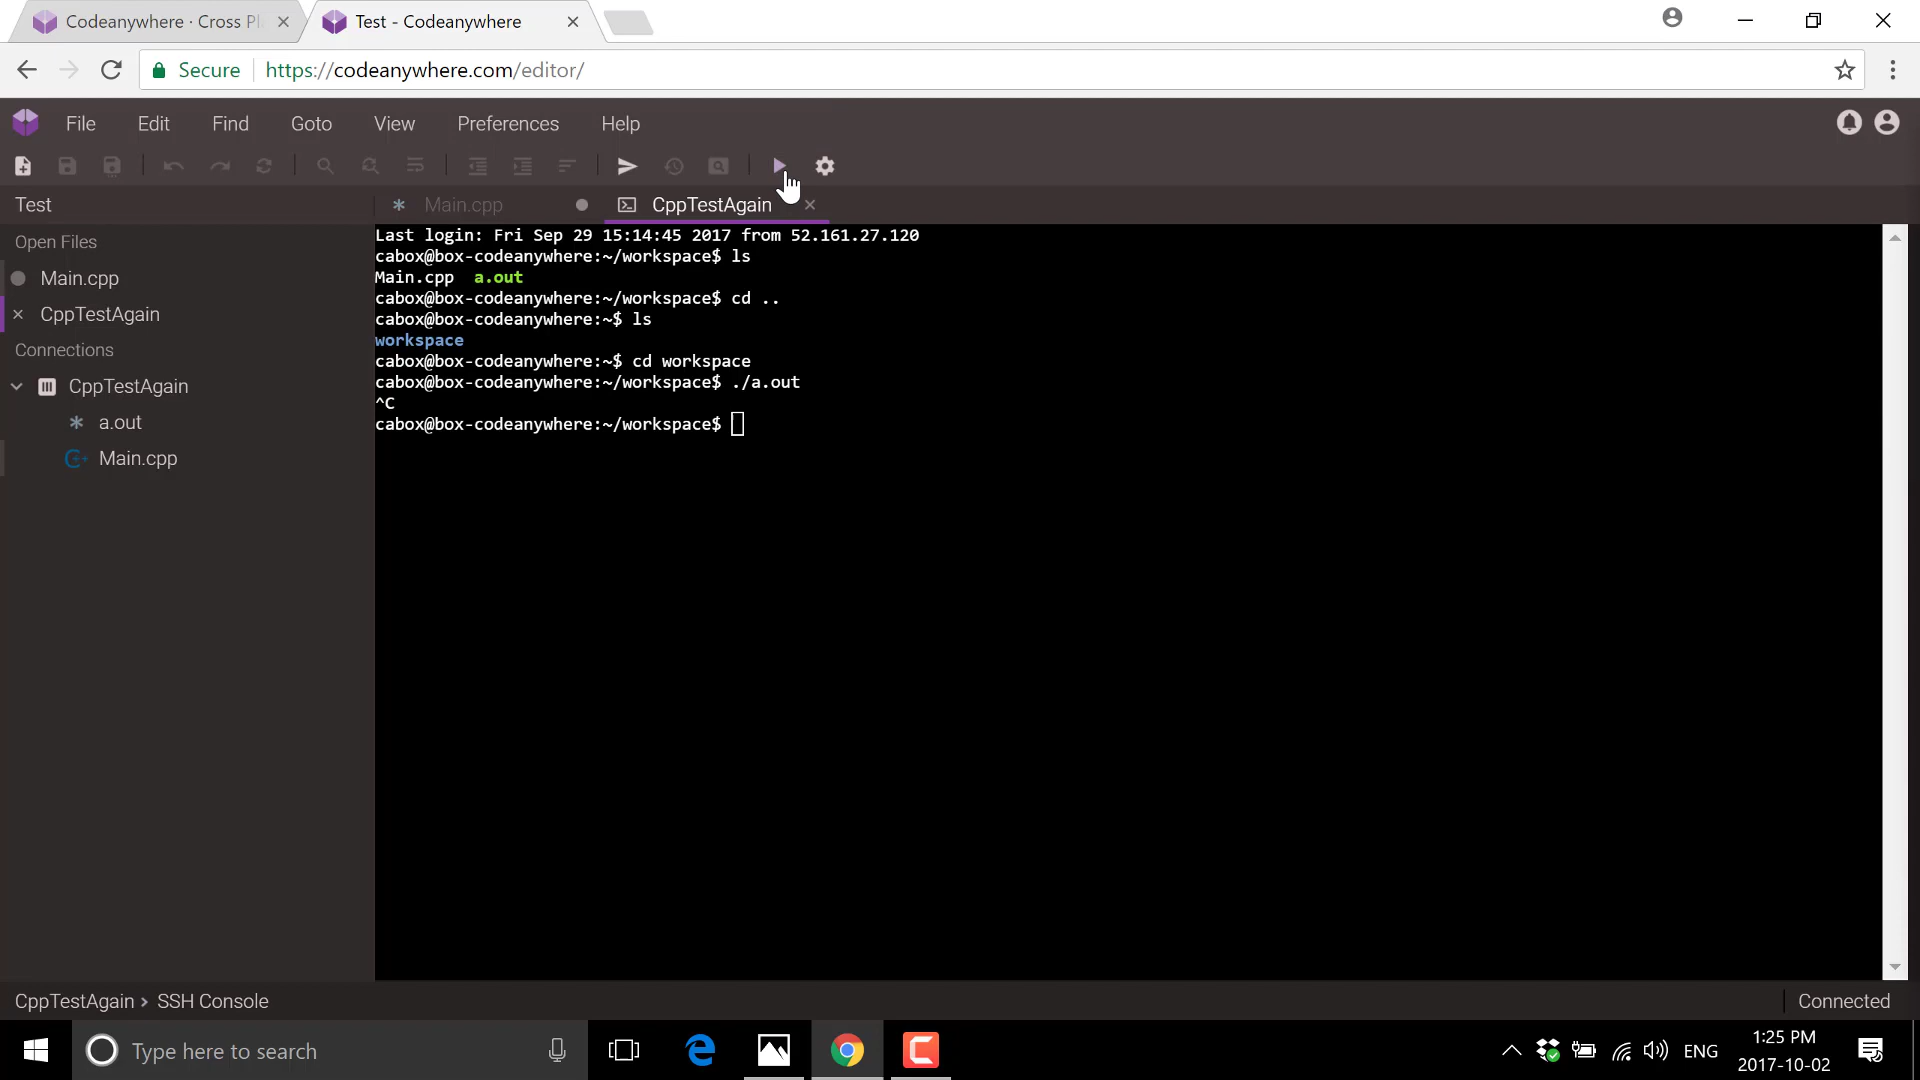 Codeanywhere · Cross Pl
Test - Codeanywhere
Secure https://codeanywhere.com/editor/
File Edit Find Goto View Preferences Help
Test
Main.cpp
CppTestAgain
Open Files
Main.cpp
CppTestAgain
Connections
CppTestAgain
a.out
Main.cpp
Last login: Fri Sep 29 15:14:45 2017 from 52.161.27.120
cabox@box-codeanywhere:~/workspace$ ls
Main.cpp a.out
cabox@box-codeanywhere:~/workspace$ cd ..
cabox@box-codeanywhere:~$ ls
workspace
cabox@box-codeanywhere:~$ cd workspace
cabox@box-codeanywhere:~/workspace$ ./a.out
^C
cabox@box-codeanywhere:~/workspace$
CppTestAgain › SSH Console
Connected
Type here to search
ENG
1:25 PM
2017-10-02